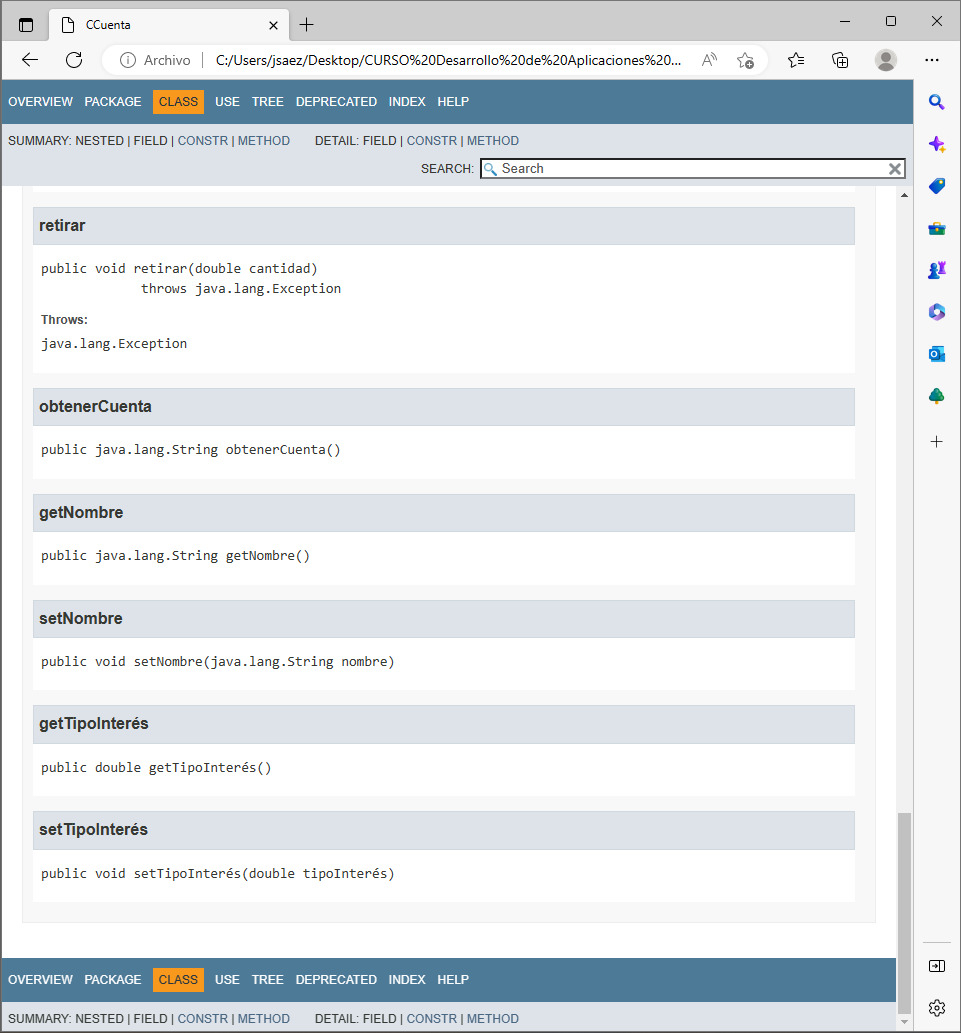 CCuenta
Archivo C:/Users/jsaez/Desktop/CURSO%20Desarrollo%20de%20Aplicaciones%20...
OVERVIEW PACKAGE CLASS USE TREE DEPRECATED INDEX HELP
SUMMARY: NESTED | FIELD | CONSTR | METHOD DETAIL: FIELD | CONSTR | METHOD
SEARCH: Search
retirar
public void retirar(double cantidad)
throws java.lang.Exception
Throws:
java.lang.Exception
obtenerCuenta
public java.lang.String obtenerCuenta()
getNombre
public java.lang.String getNombre()
setNombre
public void setNombre(java.lang.String nombre)
getTipoInterés
public double getTipoInterés()
setTipoInterés
public void setTipoInterés(double tipoInterés)
OVERVIEW PACKAGE CLASS USE TREE DEPRECATED INDEX HELP
SUMMARY: NESTED | FIELD | CONSTR | METHOD DETAIL: FIELD | CONSTR | METHOD